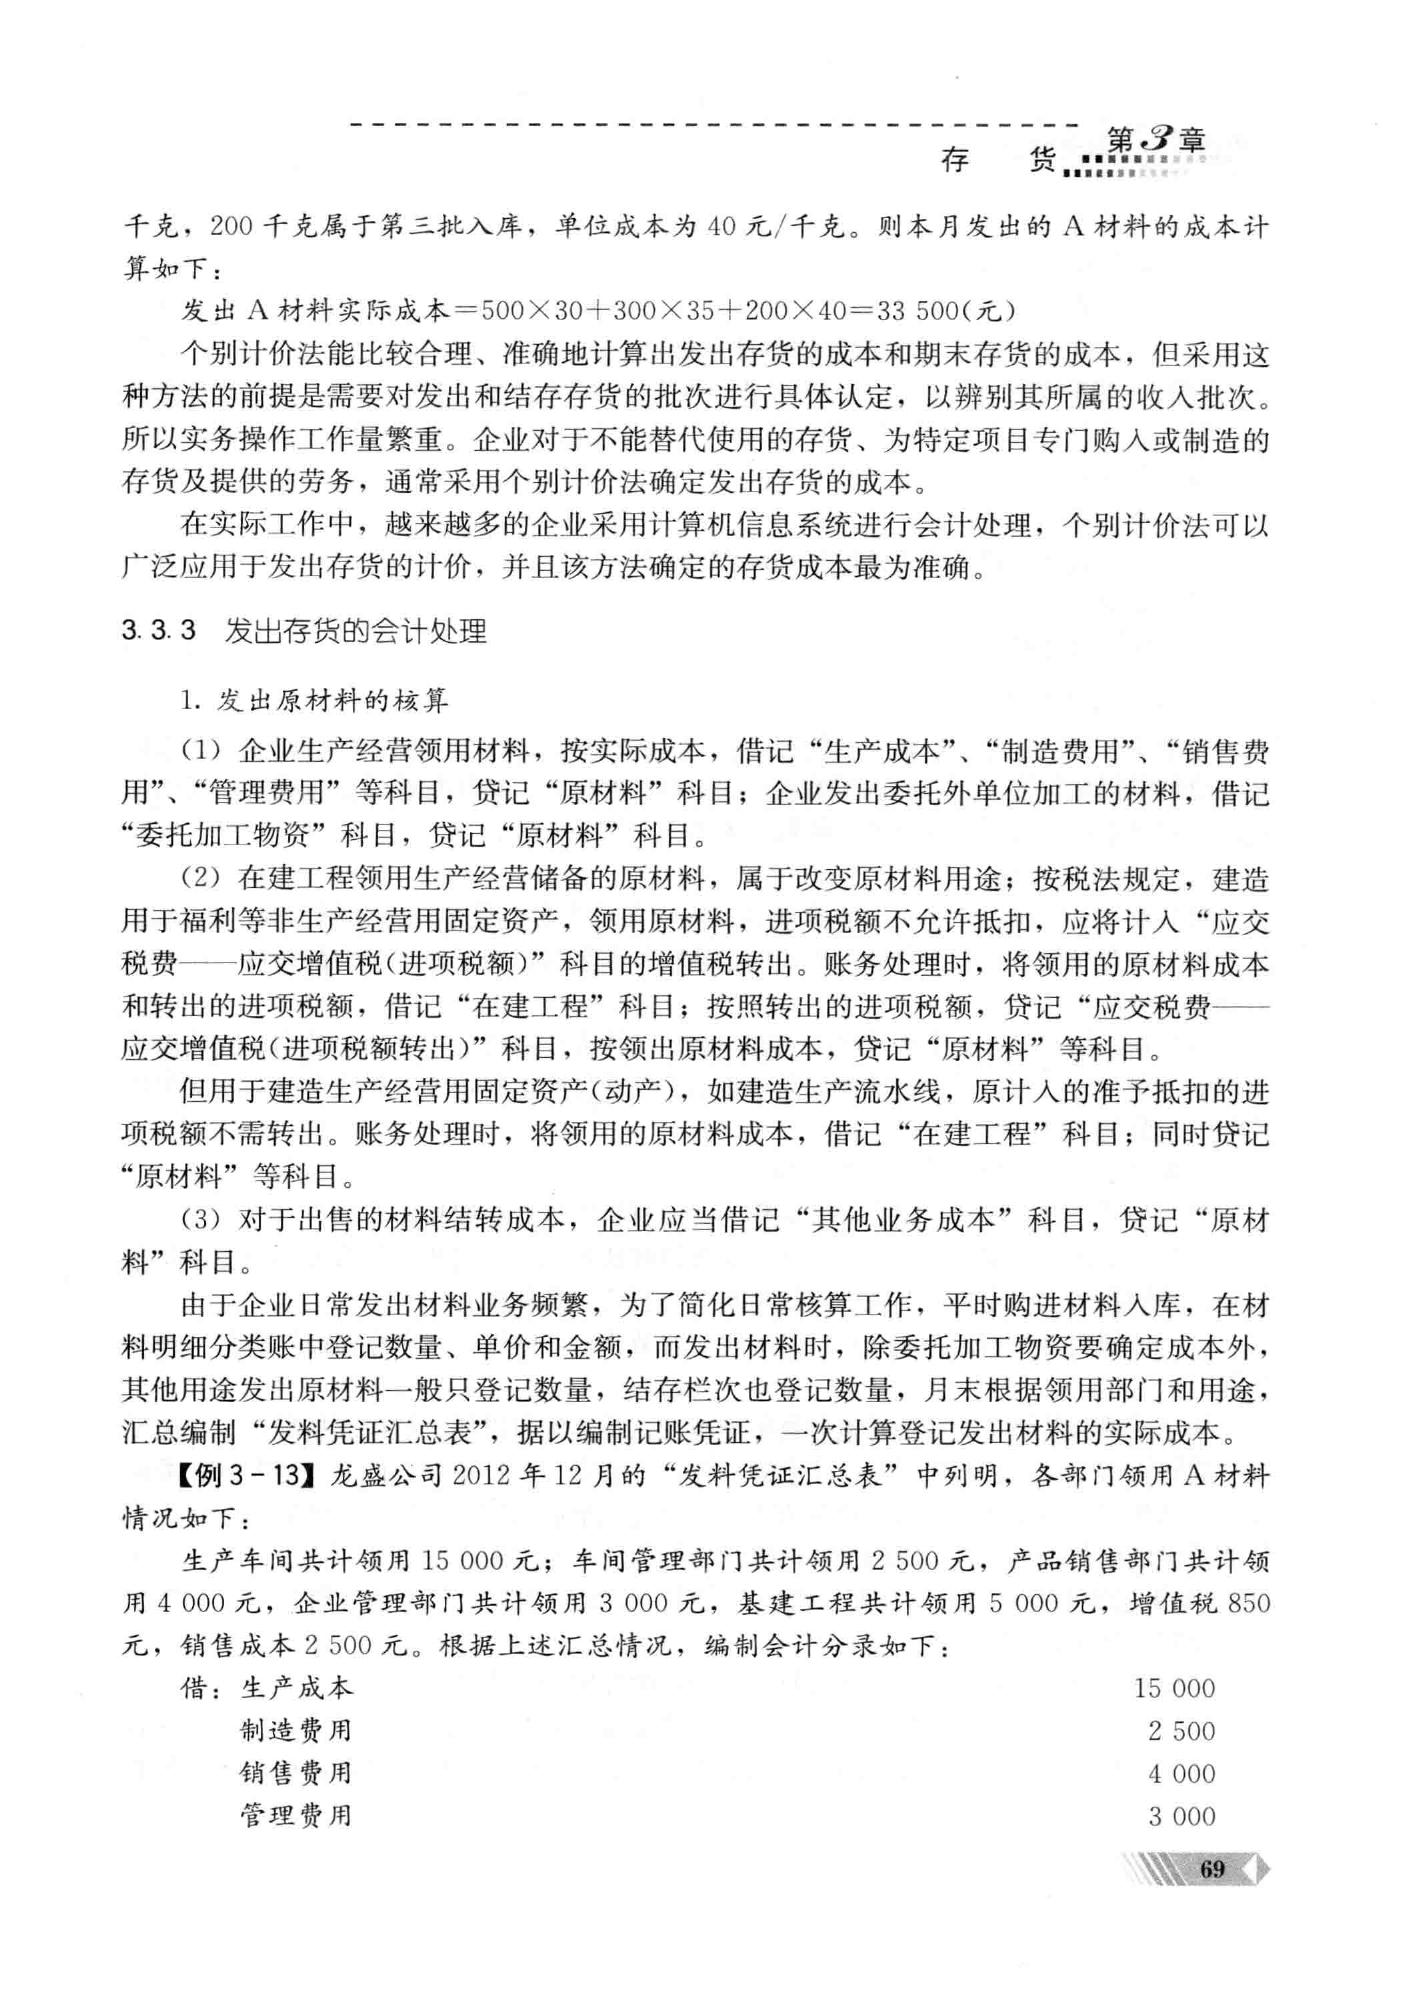 存　货　第3章
千克，200 千克属于第三批入库，单位成本为 40 元/千克。则本月发出的 A 材料的成本计
算如下：
发出 A 材料实际成本＝500×30＋300×35＋200×40＝33 500(元)
个别计价法能比较合理、准确地计算出发出存货的成本和期末存货的成本，但采用这
种方法的前提是需要对发出和结存存货的批次进行具体认定，以辨别其所属的收入批次。
所以实务操作工作量繁重。企业对于不能替代使用的存货、为特定项目专门购入或制造的
存货及提供的劳务，通常采用个别计价法确定发出存货的成本。
在实际工作中，越来越多的企业采用计算机信息系统进行会计处理，个别计价法可以
广泛应用于发出存货的计价，并且该方法确定的存货成本最为准确。
3.3.3　发出存货的会计处理
1. 发出原材料的核算
（1）企业生产经营领用材料，按实际成本，借记“生产成本”、“制造费用”、“销售费
用”、“管理费用”等科目，贷记“原材料”科目；企业发出委托外单位加工的材料，借记
“委托加工物资”科目，贷记“原材料”科目。
（2）在建工程领用生产经营储备的原材料，属于改变原材料用途；按税法规定，建造
用于福利等非生产经营用固定资产，领用原材料，进项税额不允许抵扣，应将计入“应交
税费——应交增值税(进项税额)”科目的增值税转出。账务处理时，将领用的原材料成本
和转出的进项税额，借记“在建工程”科目；按照转出的进项税额，贷记“应交税费——
应交增值税(进项税额转出)”科目，按领出原材料成本，贷记“原材料”等科目。
但用于建造生产经营用固定资产(动产)，如建造生产流水线，原计入的准予抵扣的进
项税额不需转出。账务处理时，将领用的原材料成本，借记“在建工程”科目；同时贷记
“原材料”等科目。
（3）对于出售的材料结转成本，企业应当借记“其他业务成本”科目，贷记“原材
料”科目。
由于企业日常发出材料业务频繁，为了简化日常核算工作，平时购进材料入库，在材
料明细分类账中登记数量、单价和金额，而发出材料时，除委托加工物资要确定成本外，
其他用途发出原材料一般只登记数量，结存栏次也登记数量，月末根据领用部门和用途，
汇总编制“发料凭证汇总表”，据以编制记账凭证，一次计算登记发出材料的实际成本。
【例 3－13】龙盛公司 2012 年 12 月的“发料凭证汇总表”中列明，各部门领用 A 材料
情况如下：
生产车间共计领用 15 000 元；车间管理部门共计领用 2 500 元，产品销售部门共计领
用 4 000 元，企业管理部门共计领用 3 000 元，基建工程共计领用 5 000 元，增值税 850
元，销售成本 2 500 元。根据上述汇总情况，编制会计分录如下：
借：生产成本　15 000
制造费用　2 500
销售费用　4 000
管理费用　3 000
69